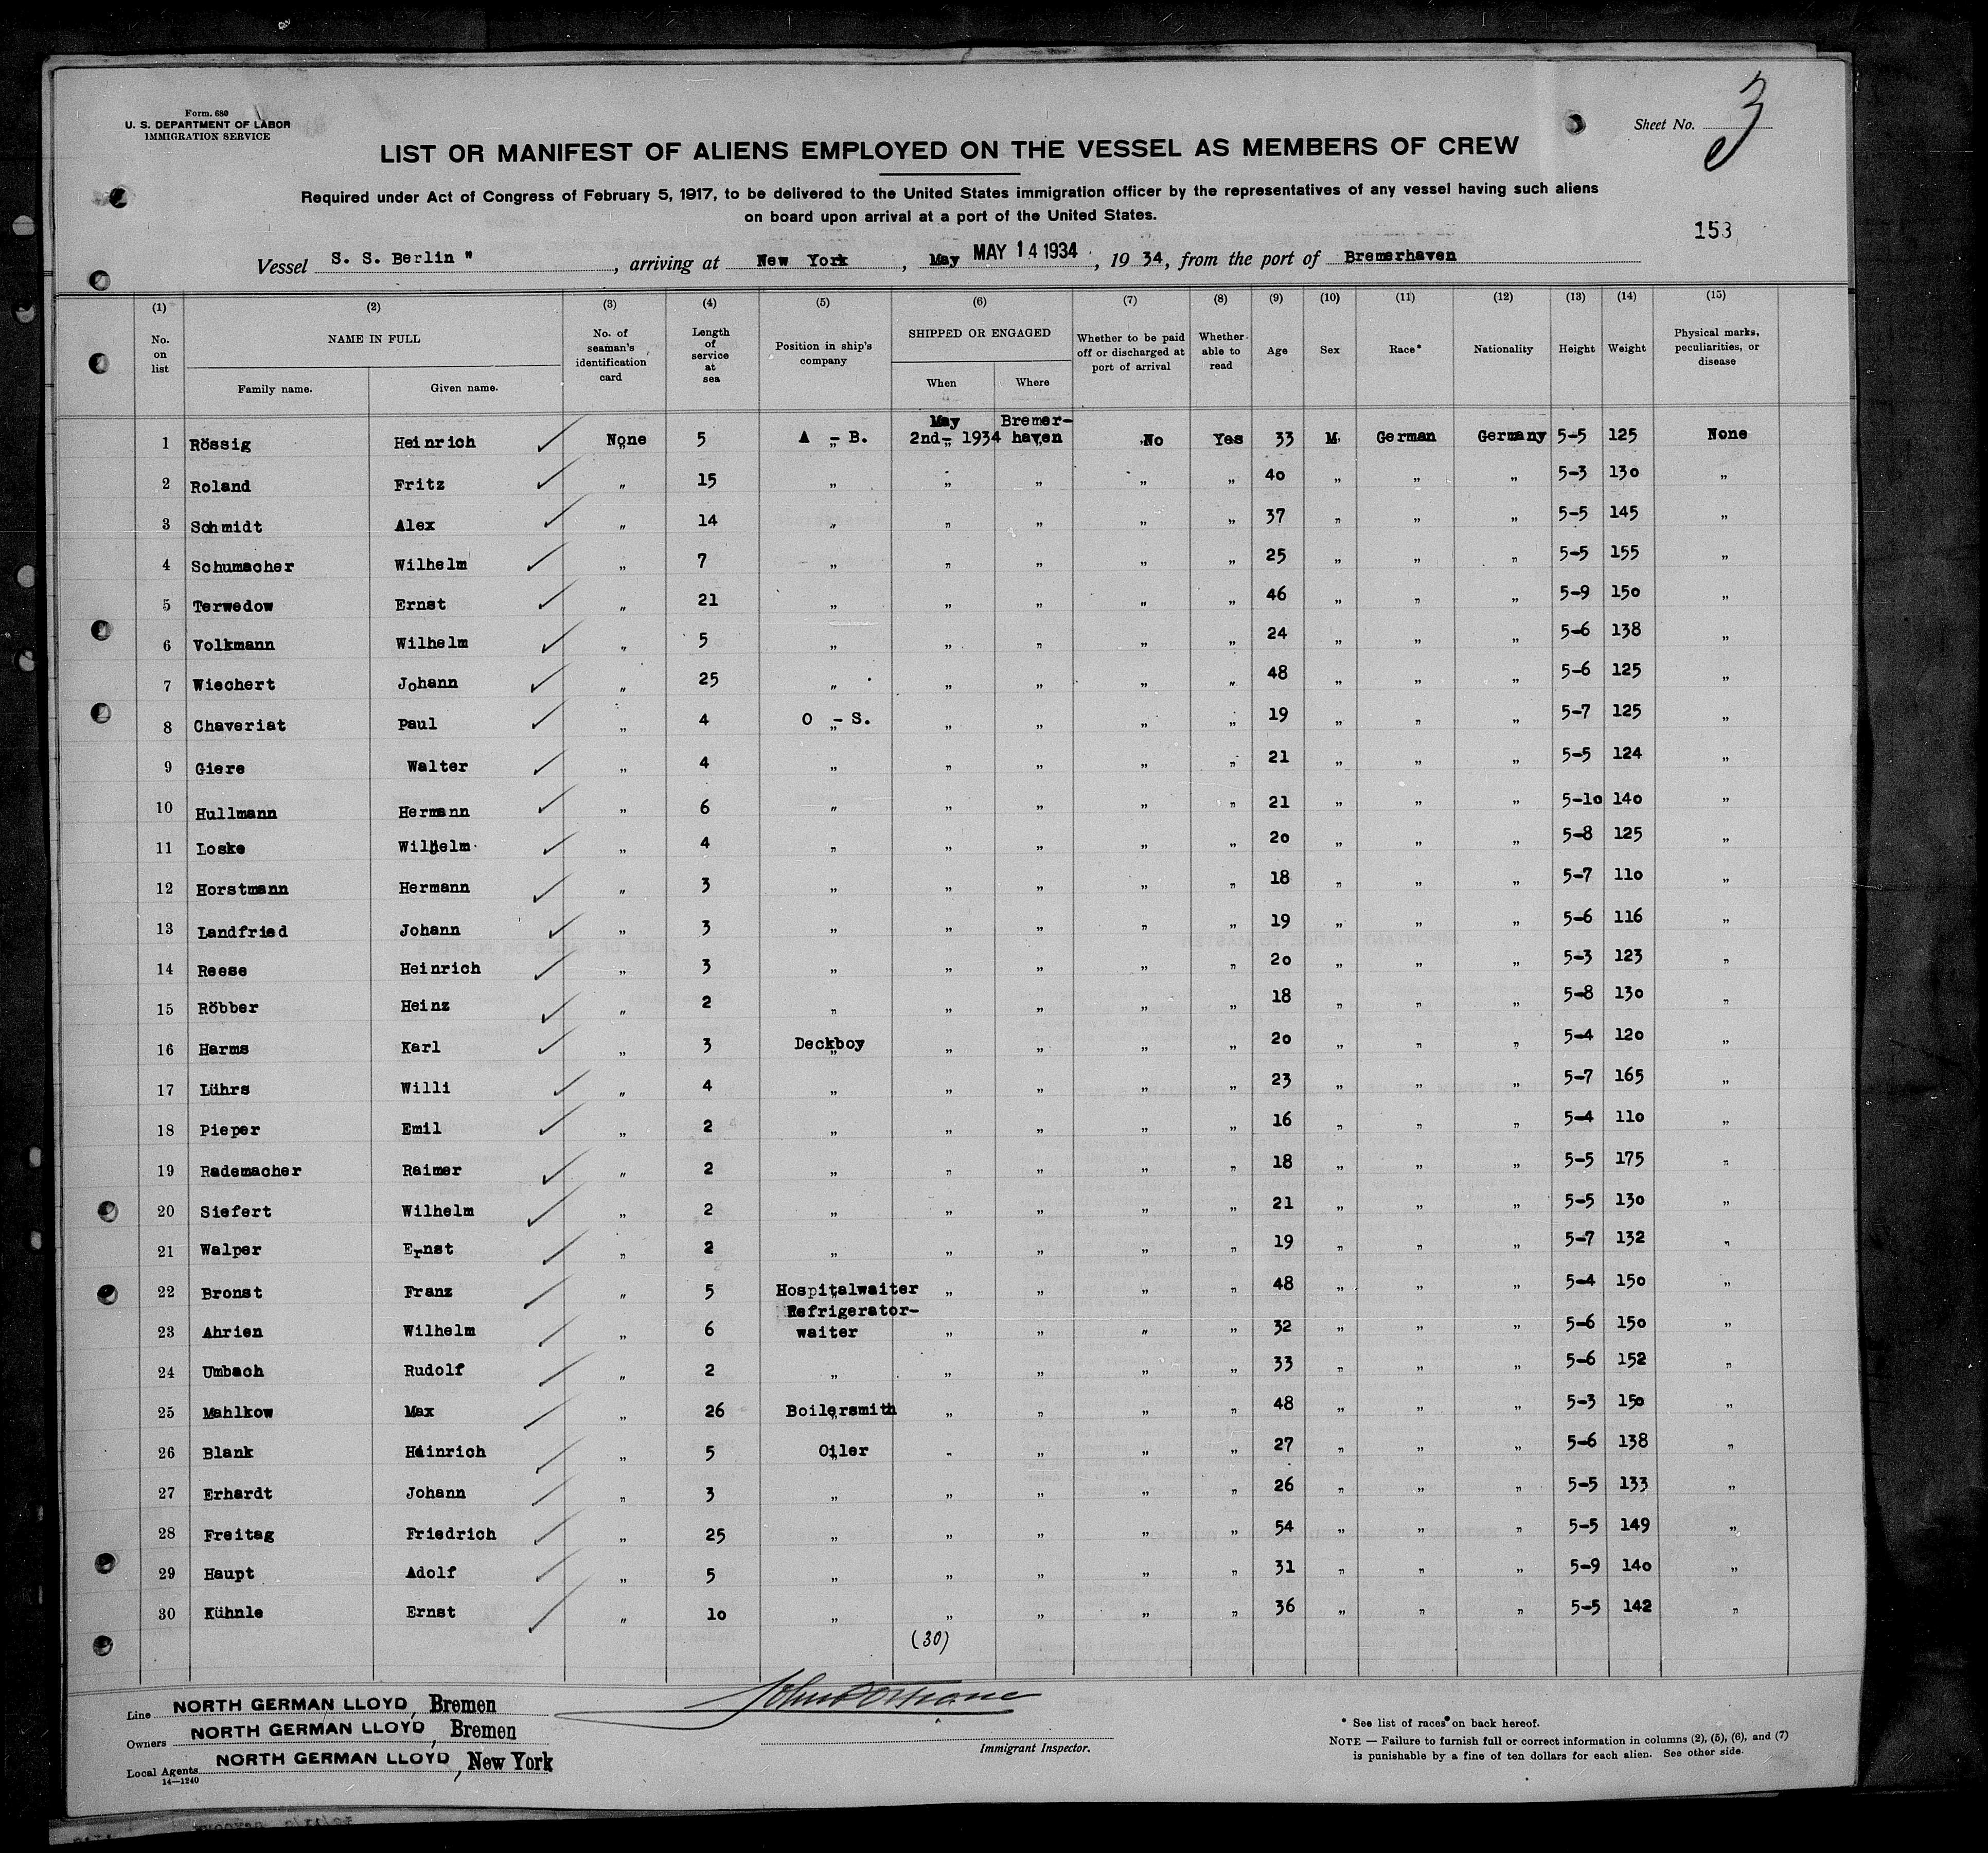 Form. 680
U. S. DEPARTMENT OF LABOR
IMMIGRATION SERVICE
Sheet No. 3
LIST OR MANIFEST OF ALIENS EMPLOYED ON THE VESSEL AS MEMBERS OF CREW
Required under Act of Congress of February 5, 1917, to be delivered to the United States immigration officer by the representatives of any vessel having such aliens
on board upon arrival at a port of the United States.
153
Vessel S. S. Berlin " , arriving at New York , May MAY 14 1934 , 19 34, from the port of Bremerhaven
(1) (2) (3) (4) (5) (6) (7) (8) (9) (10) (11) (12) (13) (14) (15)
No. on list NAME IN FULL Family name. Given name. No. of seaman's identification card Length of service at sea Position in ship's company SHIPPED OR ENGAGED When Where Whether to be paid off or discharged at port of arrival Whether able to read Age Sex Race* Nationality Height Weight Physical marks, peculiarities, or disease
1 Rössig Heinrich None 5 A - B. May 2nd- 1934 Bremerhaven No Yes 33 M. German Germany 5-5 125 None
2 Roland Fritz " 15 " " " " " 40 " " " 5-3 130 "
3 Schmidt Alex " 14 " " " " " 37 " " " 5-5 145 "
4 Schumacher Wilhelm " 7 " " " " " 25 " " " 5-5 155 "
5 Terwedow Ernst " 21 " " " " " 46 " " " 5-9 150 "
6 Volkmann Wilhelm " 5 " " " " " 24 " " " 5-6 138 "
7 Wiechert Johann " 25 " " " " " 48 " " " 5-6 125 "
8 Chaveriat Paul " 4 O - S. " " " " 19 " " " 5-7 125 "
9 Giere Walter " 4 " " " " " 21 " " " 5-5 124 "
10 Hullmann Hermann " 6 " " " " " 21 " " " 5-10 140 "
11 Loske Wilhelm " 4 " " " " " 20 " " " 5-8 125 "
12 Horstmann Hermann " 3 " " " " " 18 " " " 5-7 110 "
13 Landfried Johann " 3 " " " " " 19 " " " 5-6 116 "
14 Reese Heinrich " 3 " " " " " 20 " " " 5-3 123 "
15 Röbber Heinz " 2 " " " " " 18 " " " 5-8 130 "
16 Harms Karl " 3 Deckboy " " " " 20 " " " 5-4 120 "
17 Lührs Willi " 4 " " " " " 23 " " " 5-7 165 "
18 Pieper Emil " 2 " " " " " 16 " " " 5-4 110 "
19 Rademacher Raimer " 2 " " " " " 18 " " " 5-5 175 "
20 Siefert Wilhelm " 2 " " " " " 21 " " " 5-5 130 "
21 Walper Ernst " 2 " " " " " 19 " " " 5-7 132 "
22 Bronst Franz " 5 Hospitalwaiter " " " " 48 " " " 5-4 150 "
23 Ahrien Wilhelm " 6 Refrigerator-waiter " " " " 32 " " " 5-6 150 "
24 Umbach Rudolf " 2 " " " " " 33 " " " 5-6 152 "
25 Mahlkow Max " 26 Boilersmith " " " " 48 " " " 5-3 150 "
26 Blank Heinrich " 5 Oiler " " " " 27 " " " 5-6 138 "
27 Erhardt Johann " 3 " " " " " 26 " " " 5-5 133 "
28 Freitag Friedrich " 25 " " " " " 54 " " " 5-5 149 "
29 Haupt Adolf " 5 " " " " " 31 " " " 5-9 140 "
30 Kühnle Ernst " 10 " " " " " 36 " " " 5-5 142 "
(30)
Line NORTH GERMAN LLOYD, Bremen
Owners NORTH GERMAN LLOYD, Bremen
Local Agents NORTH GERMAN LLOYD, New York
14—1240
Immigrant Inspector.
* See list of races on back hereof.
NOTE — Failure to furnish full or correct information in columns (2), (5), (6), and (7)
is punishable by a fine of ten dollars for each alien. See other side.